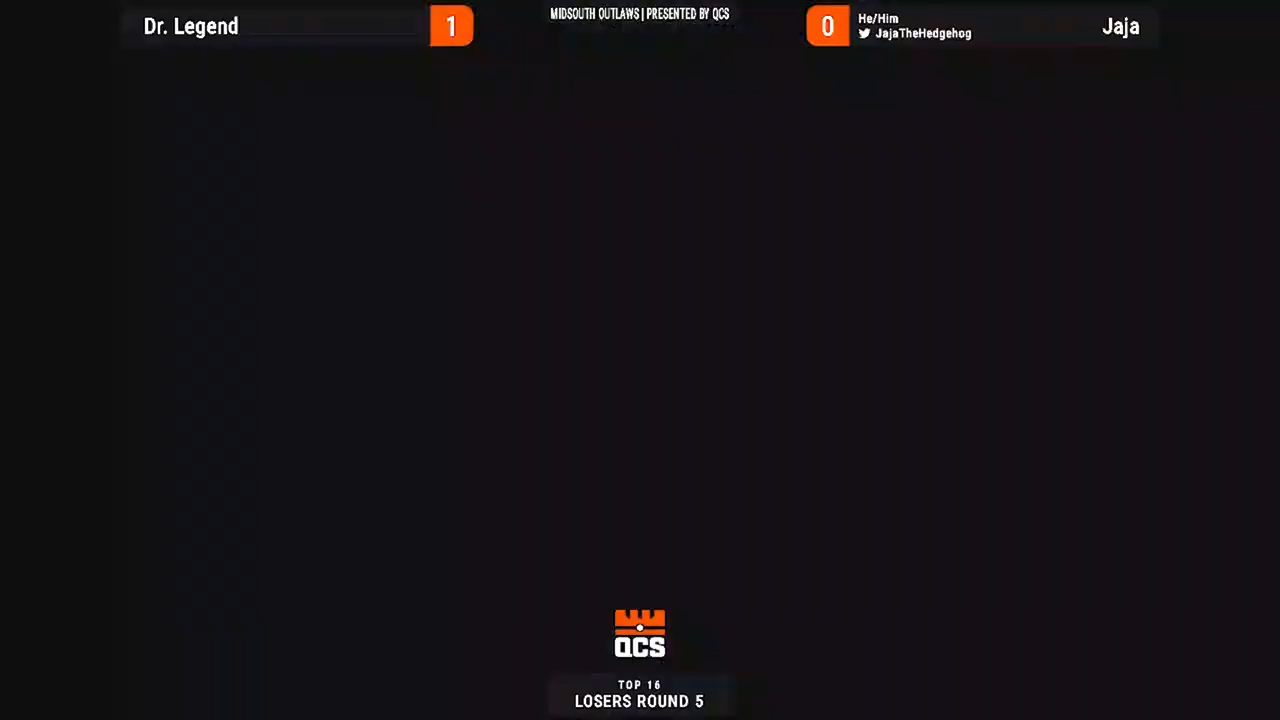 Dr. Legend
1
MIDSOUTH OUTLAWS | PRESENTED BY QCS
0
He/Him
JajaTheHedgehog
Jaja
QCS
TOP 16
LOSERS ROUND 5